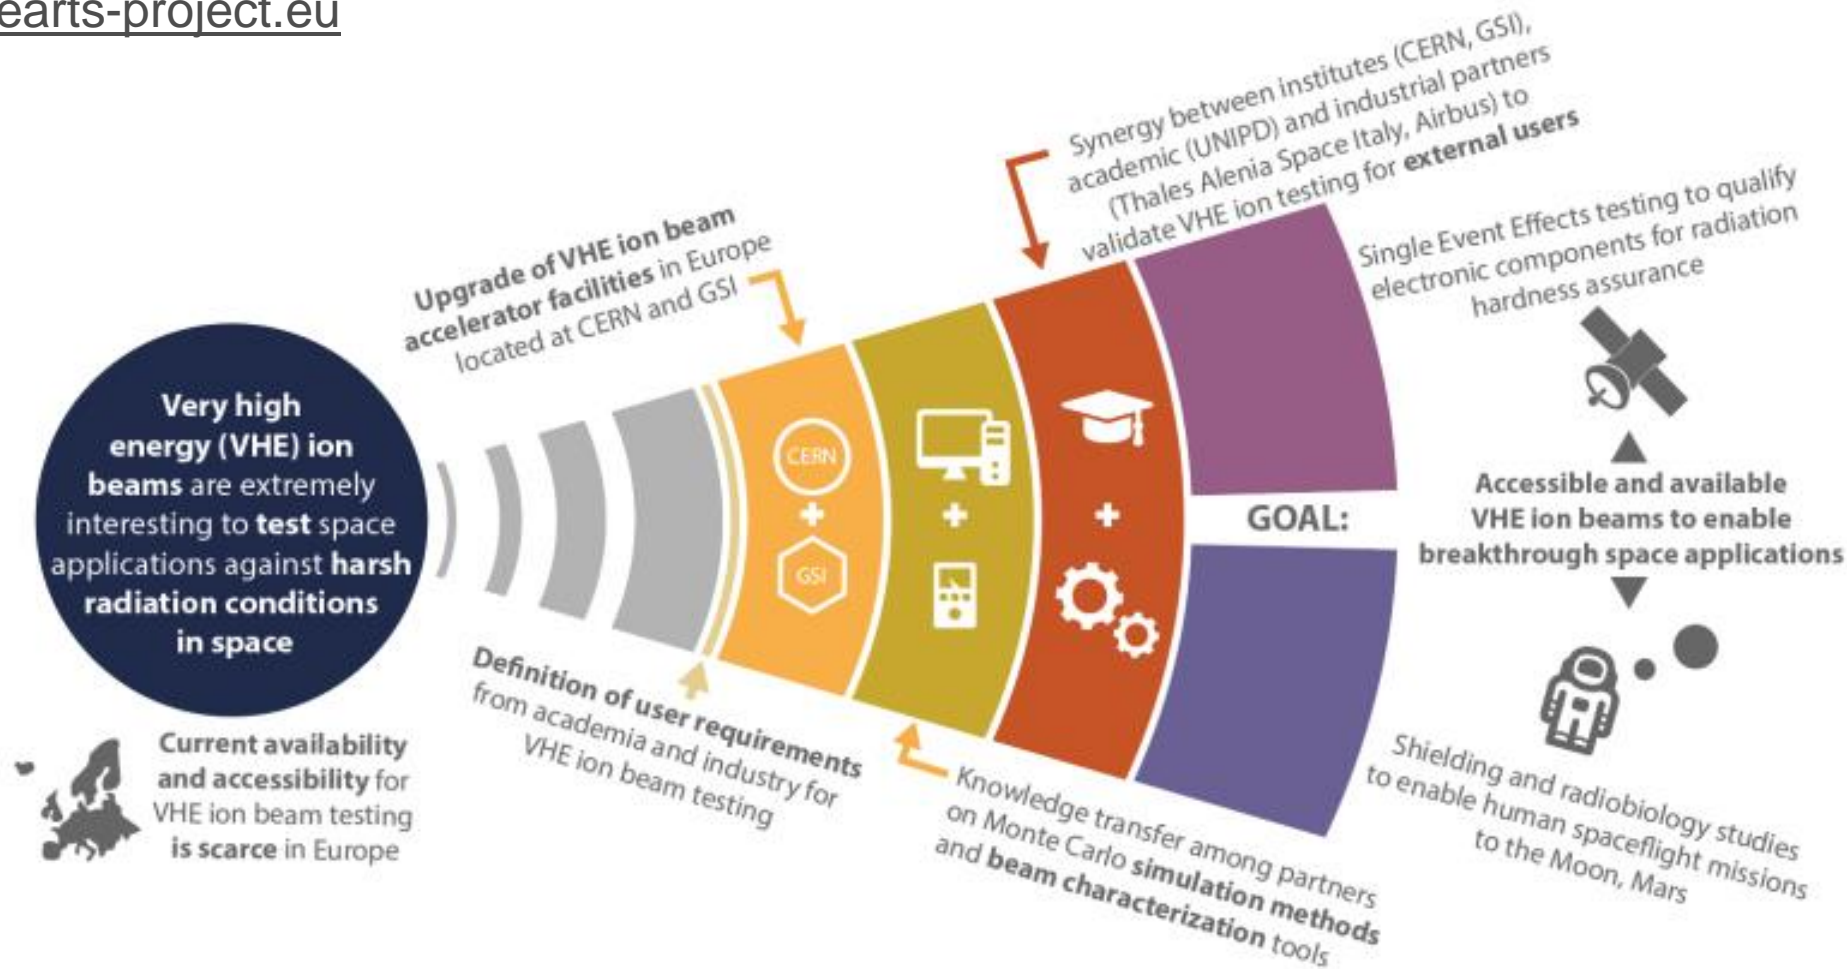 earts-project.eu
Synergy between institutes (CERN, GSI),
academic (UNIPD) and industrial partners
(Thales Alenia Space Italy, Airbus) to
validate VHE ion testing for external users
Upgrade of VHE ion beam
accelerator facilities in Europe
located at CERN and GSI
Single Event Effects testing to qualify
electronic components for radiation
hardness assurance
Very high
energy (VHE) ion
beams are extremely
interesting to test space
applications against harsh
radiation conditions
in space
CERN
GSI
GOAL:
Accessible and available
VHE ion beams to enable
breakthrough space applications
Current availability
and accessibility for
VHE ion beam testing
is scarce in Europe
Definition of user requirements
from academia and industry for
VHE ion beam testing
Knowledge transfer among partners
on Monte Carlo simulation methods
and beam characterization tools
Shielding and radiobiology studies
to enable human spaceflight missions
to the Moon, Mars